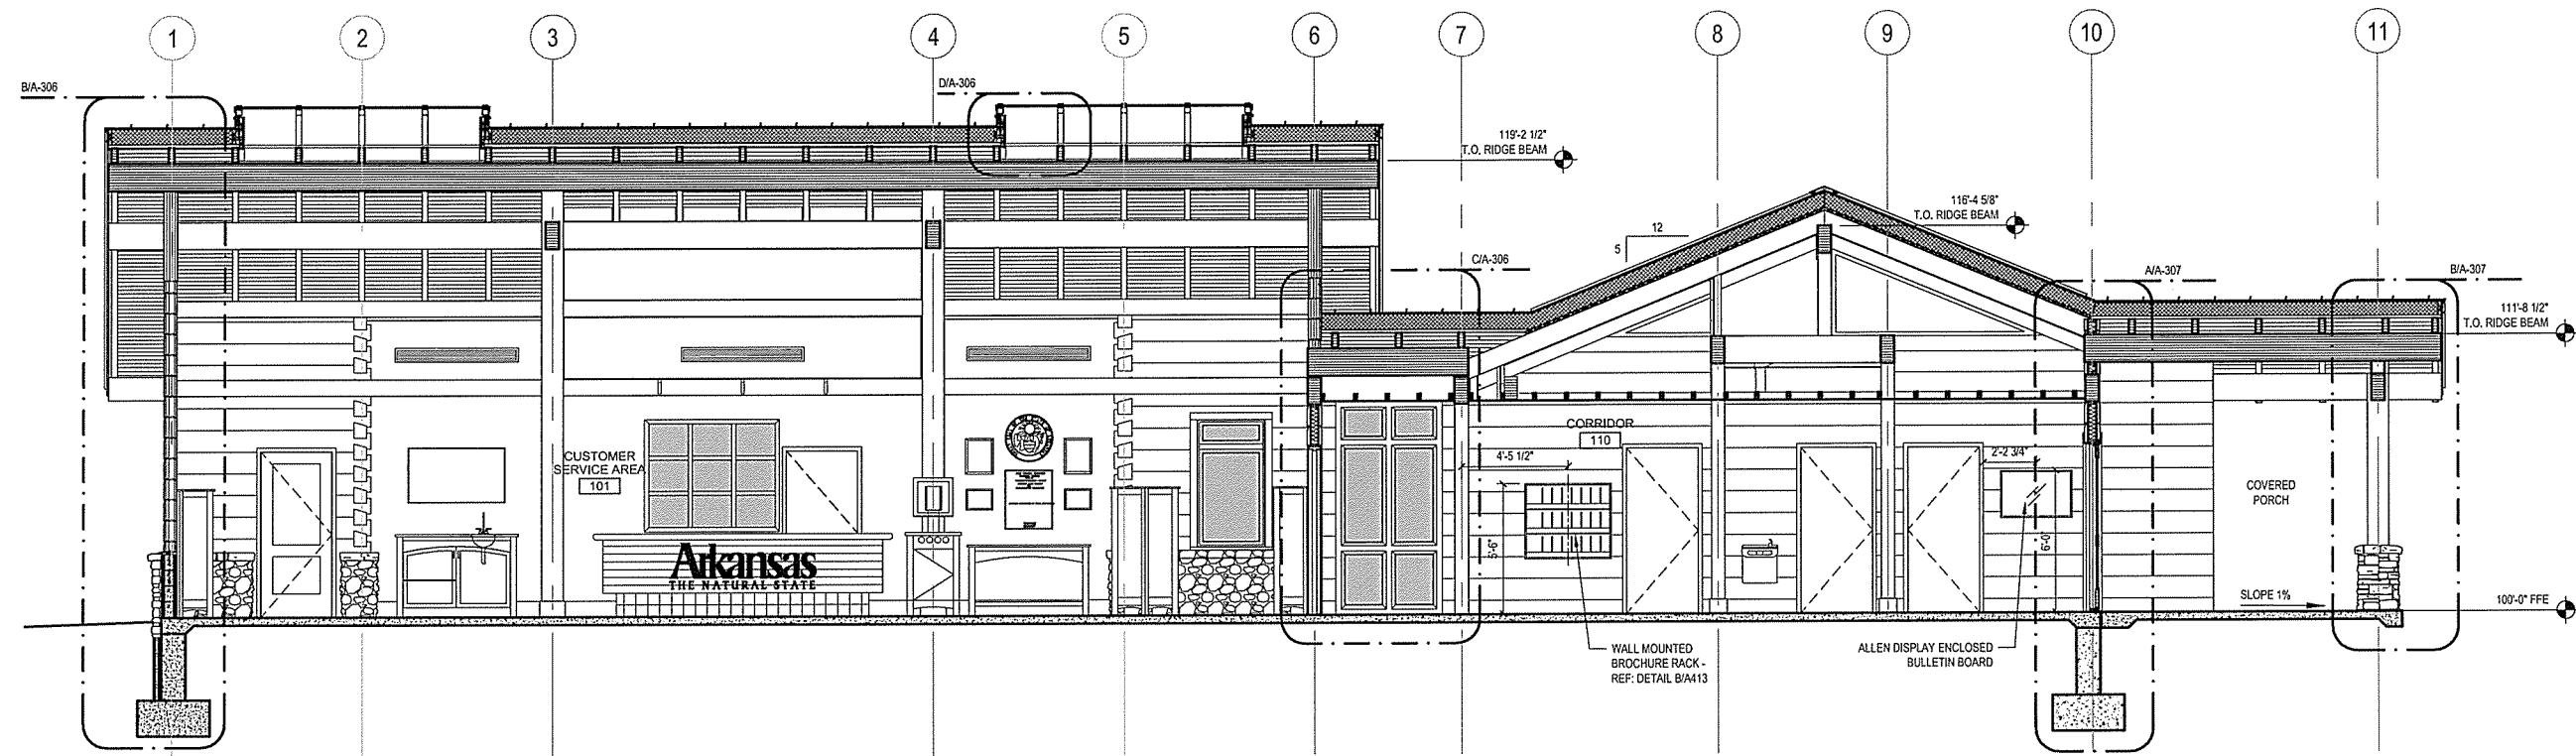 1
2
3
4
5
6
7
8
9
10
11
B/A-306
D/A-306
119'-2 1/2"
T.O. RIDGE BEAM
116'-4 5/8"
T.O. RIDGE BEAM
12
5
C/A-306
A/A-307
B/A-307
111'-8 1/2"
T.O. RIDGE BEAM
CUSTOMER
SERVICE AREA
101
CORRIDOR
110
4'-5 1/2"
2'-2 3/4"
5'-6"
6'-0"
COVERED
PORCH
Arkansas
THE NATURAL STATE
SLOPE 1%
100'-0" FFE
WALL MOUNTED
BROCHURE RACK -
REF: DETAIL B/A413
ALLEN DISPLAY ENCLOSED
BULLETIN BOARD